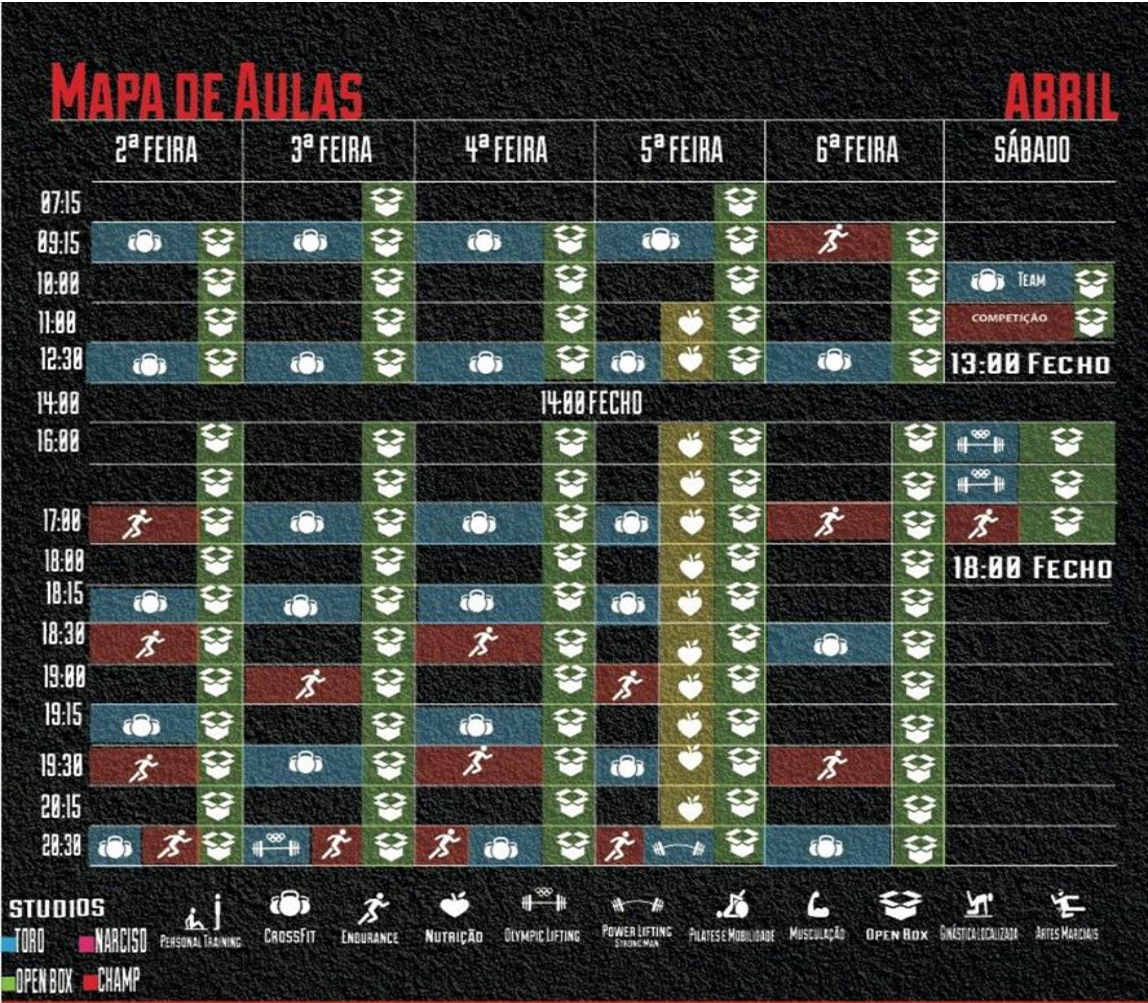 MAPA DE AULAS ABRIL
2ª FEIRA 3ª FEIRA 4ª FEIRA 5ª FEIRA 6ª FEIRA SÁBADO
07:15
09:15
10:00 TEAM
11:00 COMPETIÇÃO
12:30 13:00 FECHO
14:00 14:00 FECHO
16:00
17:00
18:00 18:00 FECHO
18:15
18:30
19:00
19:15
19:30
20:15
20:30
STUDIOS
TORO NARCISO
OPEN BOX CHAMP
PERSONAL TRAINING
CROSSFIT
ENDURANCE
NUTRIÇÃO
OLYMPIC LIFTING
POWER LIFTING
STRONG MAN
PILATES E MOBILIDADE
MUSCULAÇÃO
OPEN BOX
GINÁSTICA LOCALIZADA
ARTES MARCIAIS